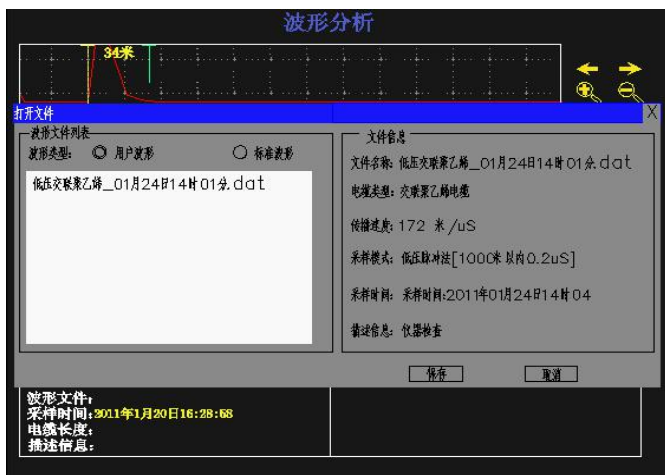 波形分析
34米
打开文件
X
波形文件列表
波形类型: 用户波形 标准波形
低压交联聚乙烯_01月24日14时01分.dat
文件信息
文件名称: 低压交联聚乙烯_01月24日14时01分.dat
电缆类型: 交联聚乙烯电缆
传播速度: 172 米/uS
采样模式: 低压脉冲法[1000米以内0.2uS]
采样时间: 采样时间:2011年01月24日14时04
描述信息: 仪器检查
保存 取消
波形文件:
采样时间:2011年1月20日16:28:58
电缆长度:
描述信息: